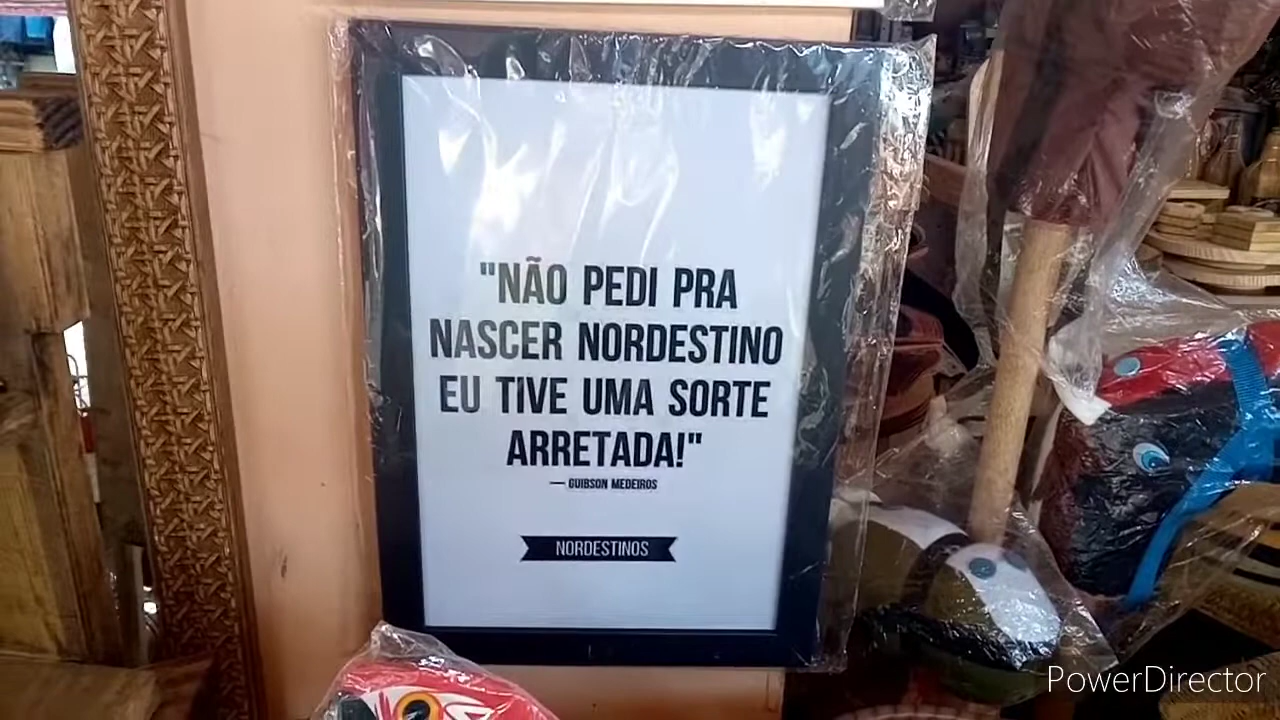 "NÃO PEDI PRA
NASCER NORDESTINO
EU TIVE UMA SORTE
ARRETADA!"
— GUIBSON MEDEIROS
NORDESTINOS
PowerDirector